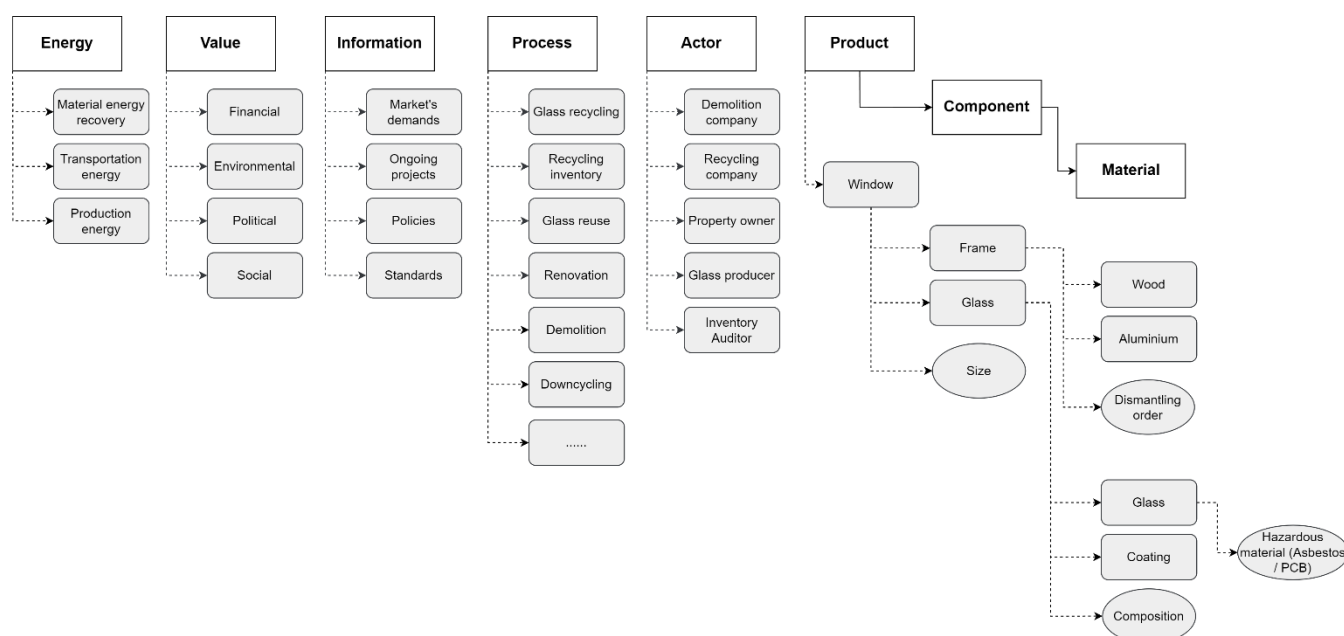 Energy
Value
Information
Process
Actor
Product
Component
Material
Material energy
recovery
Transportation
energy
Production
energy
Financial
Environmental
Political
Social
Market's
demands
Ongoing
projects
Policies
Standards
Glass recycling
Recycling
inventory
Glass reuse
Renovation
Demolition
Downcycling
......
Demolition
company
Recycling
company
Property owner
Glass producer
Inventory
Auditor
Window
Frame
Glass
Size
Wood
Aluminium
Dismantling
order
Glass
Coating
Composition
Hazardous
material (Asbestos
/ PCB)